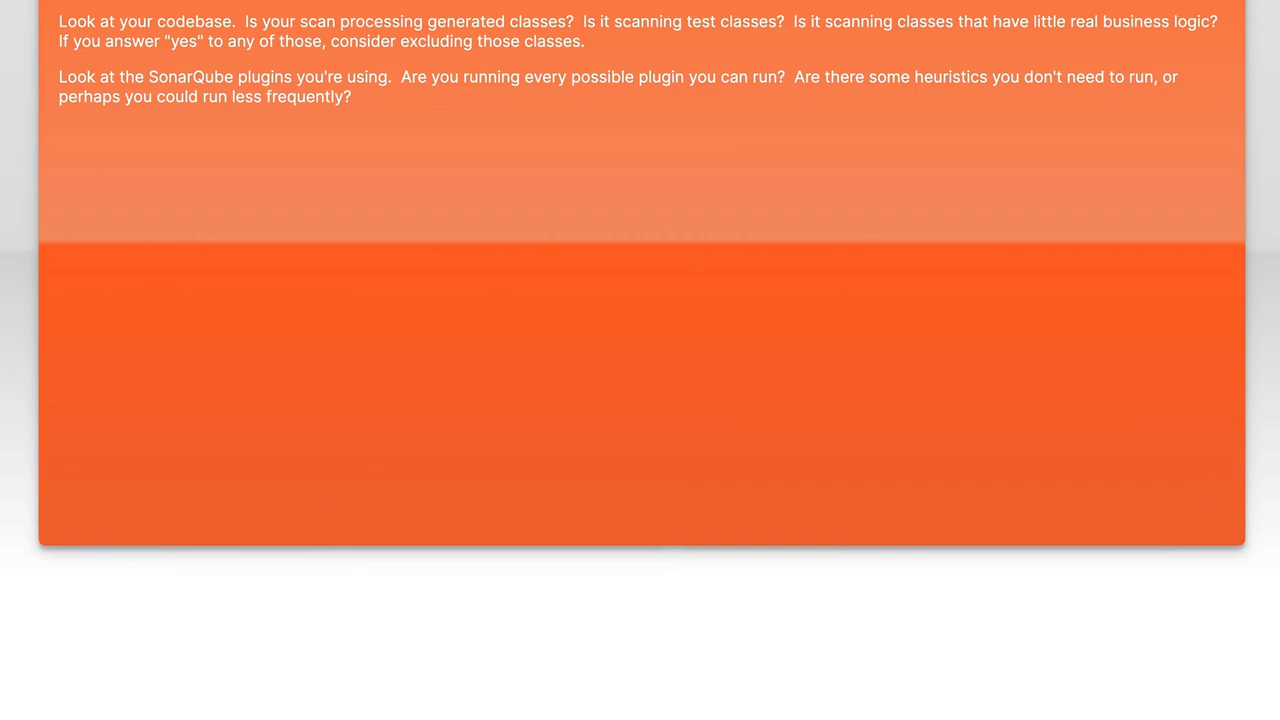 Look at your codebase.  Is your scan processing generated classes?  Is it scanning test classes?  Is it scanning classes that have little real business logic?
If you answer "yes" to any of those, consider excluding those classes.
Look at the SonarQube plugins you're using.  Are you running every possible plugin you can run?  Are there some heuristics you don't need to run, or
perhaps you could run less frequently?